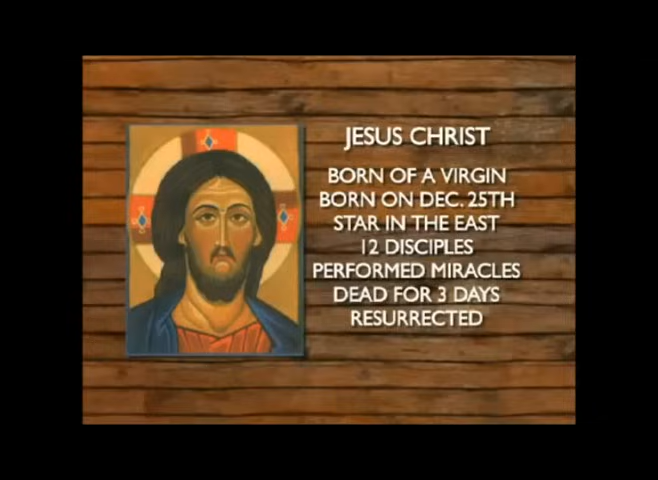 JESUS CHRIST
BORN OF A VIRGIN
BORN ON DEC. 25TH
STAR IN THE EAST
12 DISCIPLES
PERFORMED MIRACLES
DEAD FOR 3 DAYS
RESURRECTED